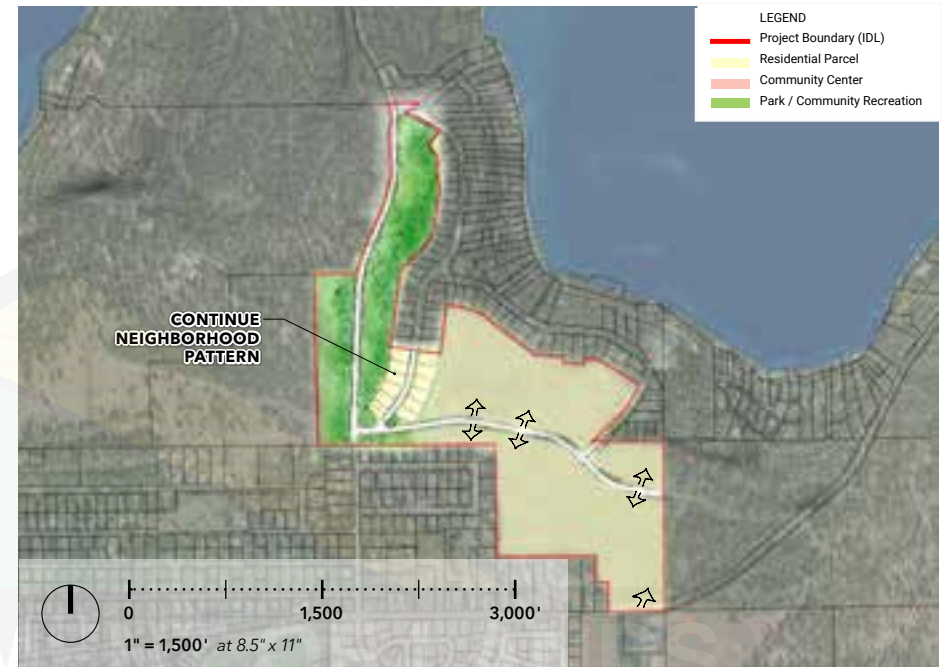 LEGEND
Project Boundary (IDL)
Residential Parcel
Community Center
Park / Community Recreation
CONTINUE
NEIGHBORHOOD
PATTERN
0
1,500
3,000'
1" = 1,500' at 8.5" x 11"